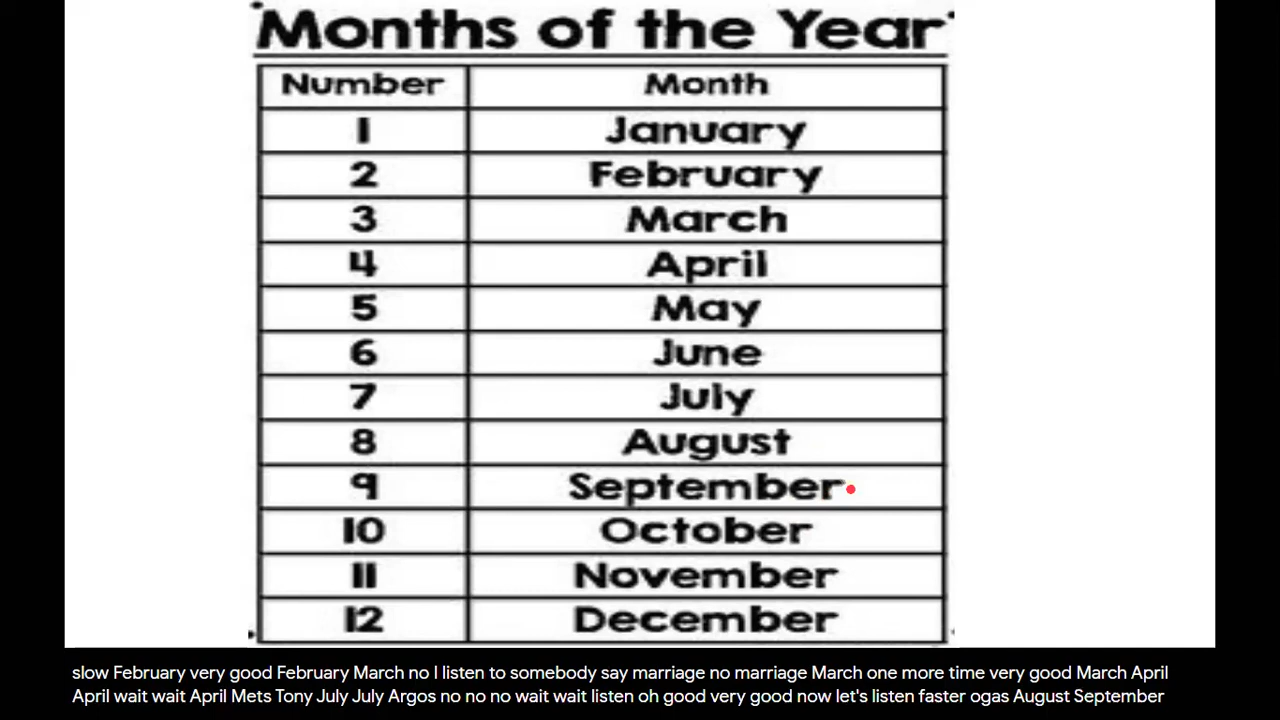 Months of the Year
Number Month
1 January
2 February
3 March
4 April
5 May
6 June
7 July
8 August
9 September
10 October
11 November
12 December
slow February very good February March no I listen to somebody say marriage no marriage March one more time very good March April
April wait wait April Mets Tony July July Argos no no no wait wait listen oh good very good now let's listen faster ogas August September